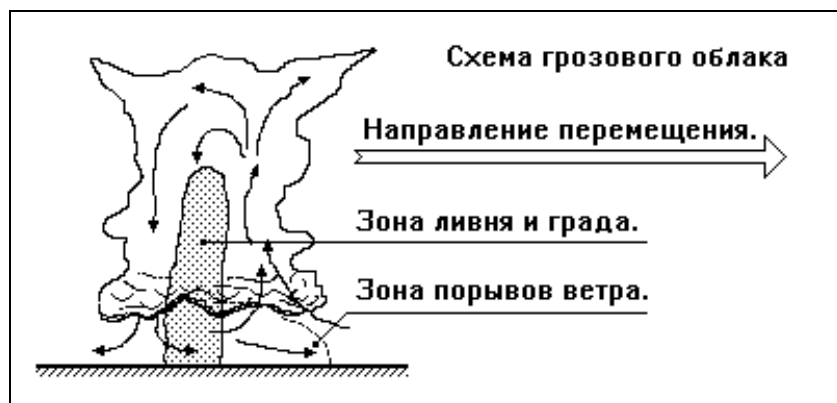 Схема грозового облака
Направление перемещения.
Зона ливня и града.
Зона порывов ветра.